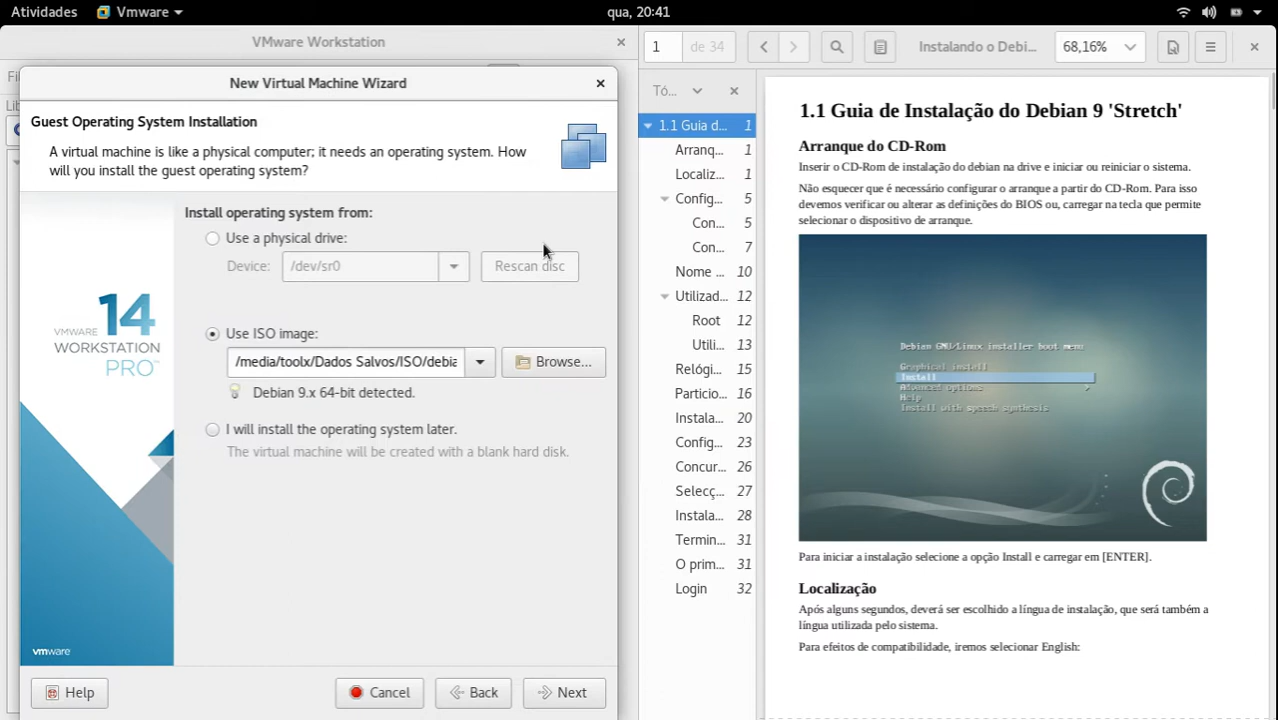 Atividades
VMware
qua, 20:41
VMware Workstation
New Virtual Machine Wizard
Guest Operating System Installation
A virtual machine is like a physical computer; it needs an operating system. How
will you install the guest operating system?
Install operating system from:
Use a physical drive:
Device:
/dev/sr0
Rescan disc
Use ISO image:
/media/toolx/Dados Salvos/ISO/debia
Browse...
Debian 9.x 64-bit detected.
I will install the operating system later.
The virtual machine will be created with a blank hard disk.
VMWARE
14
WORKSTATION
PRO™
vmware
Help
Cancel
Back
Next
1
de 34
Instalando o Debi...
68,16%
Tó...
1.1 Guia d... 1
Arranq... 1
Localiz... 1
Config... 5
Con... 5
Con... 7
Nome ... 10
Utilizad... 12
Root 12
Utili... 13
Relógi... 15
Particio... 16
Instala... 20
Config... 23
Concur... 26
Selecç... 27
Instala... 28
Termin... 31
O prim... 31
Login 32
1.1 Guia de Instalação do Debian 9 'Stretch'
Arranque do CD-Rom
Inserir o CD-Rom de instalação do debian na drive e iniciar ou reiniciar o sistema.
Não esquecer que é necessário configurar o arranque a partir do CD-Rom. Para isso
devemos verificar ou alterar as definições do BIOS ou, carregar na tecla que permite
selecionar o dispositivo de arranque.
Debian GNU/Linux installer boot menu
Graphical install
Install
Advanced options
Help
Install with speech synthesis
Para iniciar a instalação selecione a opção Install e carregar em [ENTER].
Localização
Após alguns segundos, deverá ser escolhido a língua de instalação, que será também a
língua utilizada pelo sistema.
Para efeitos de compatibilidade, iremos selecionar English: